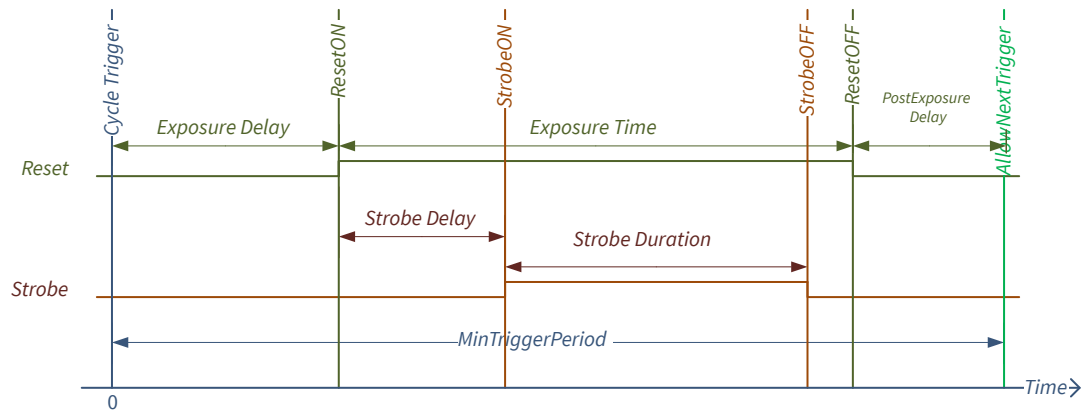 Cycle Trigger
ResetON
StrobeON
StrobeOFF
ResetOFF
AllowNextTrigger
Exposure Delay
Exposure Time
PostExposure
Delay
Reset
Strobe Delay
Strobe Duration
Strobe
MinTriggerPeriod
Time
0